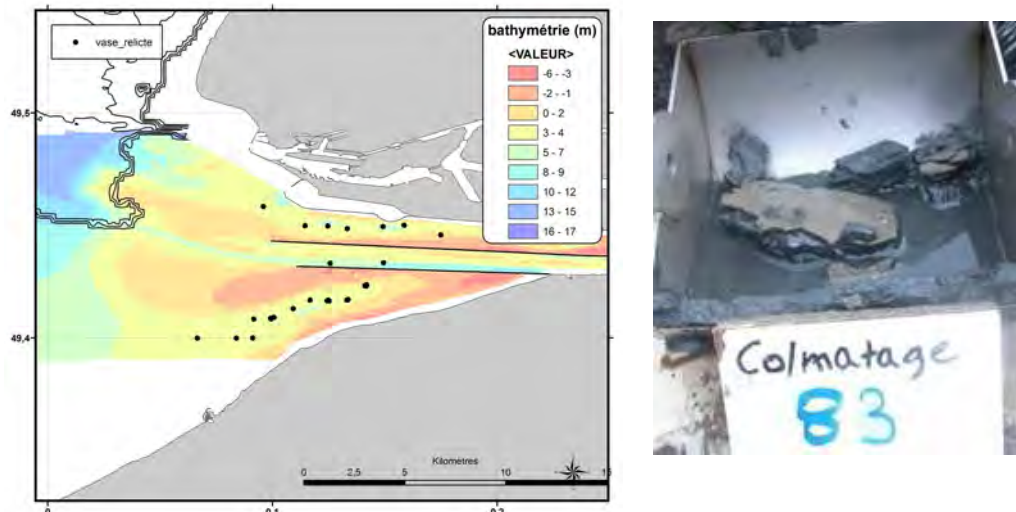 vase_relicte
bathymétrie (m)
<VALEUR>
-6 - -3
-2 - -1
0 - 2
3 - 4
5 - 7
8 - 9
10 - 12
13 - 15
16 - 17
49,5
49,4
Kilomètres
0 2,5 5 10 15
0 0,1 0,2
Colmatage
83